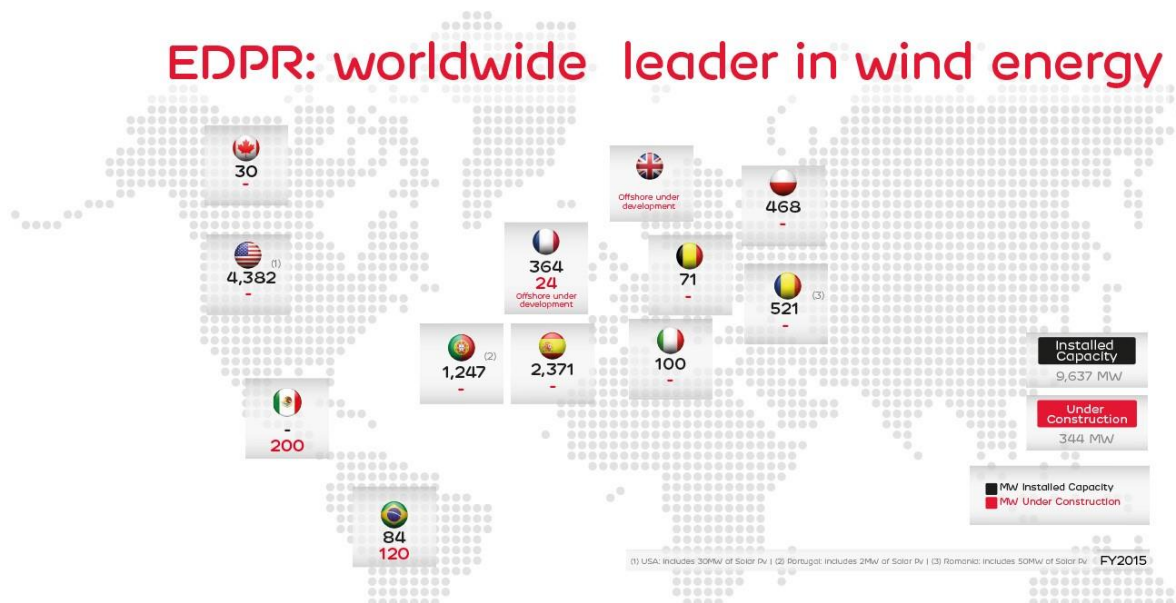 EDPR: worldwide leader in wind energy
30
-
Offshore under
development
468
-
4,382 (1)
-
364
24
Offshore under
development
71
-
521 (3)
-
1,247 (2)
-
2,371
-
100
-
Installed
Capacity
9,637 MW
-
200
Under
Construction
344 MW
84
120
MW Installed Capacity
MW Under Construction
(1) USA: includes 30MW of Solar Pv | (2) Portugal: includes 2MW of Solar Pv | (3) Romania: includes 50MW of Solar Pv FY2015